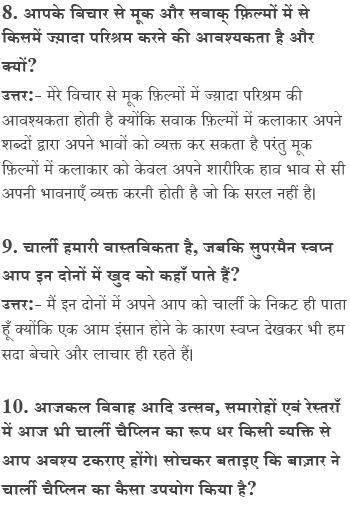 8. आपके विचार से मूक और सवाक् फ़िल्मों में से
किसमें ज़्यादा परिश्रम करने की आवश्यकता है और
क्यों?
उत्तर:- मेरे विचार से मूक फ़िल्मों में ज्यादा परिश्रम की
आवश्यकता होती है क्योंकि सवाक फ़िल्मों में कलाकार अपने
शब्दों द्वारा अपने भावों को व्यक्त कर सकता है परंतु मूक
फ़िल्मों में कलाकार को केवल अपने शारीरिक हाव भाव से सी
अपनी भावनाएँ व्यक्त करनी होती है जो कि सरल नहीं है।
9. चार्ली हमारी वास्तविकता है, जबकि सुपरमैन स्वप्न
आप इन दोनों में खुद को कहाँ पाते हैं?
उत्तर:- मैं इन दोनों में अपने आप को चार्ली के निकट ही पाता
हूँ क्योंकि एक आम इंसान होने के कारण स्वप्न देखकर भी हम
सदा बेचारे और लाचार ही रहते हैं।
10. आजकल विवाह आदि उत्सव, समारोहों एवं रेस्तराँ
में आज भी चार्ली चैप्लिन का रूप धर किसी व्यक्ति से
आप अवश्य टकराए होंगे। सोचकर बताइए कि बाज़ार ने
चार्ली चैप्लिन का कैसा उपयोग किया है?